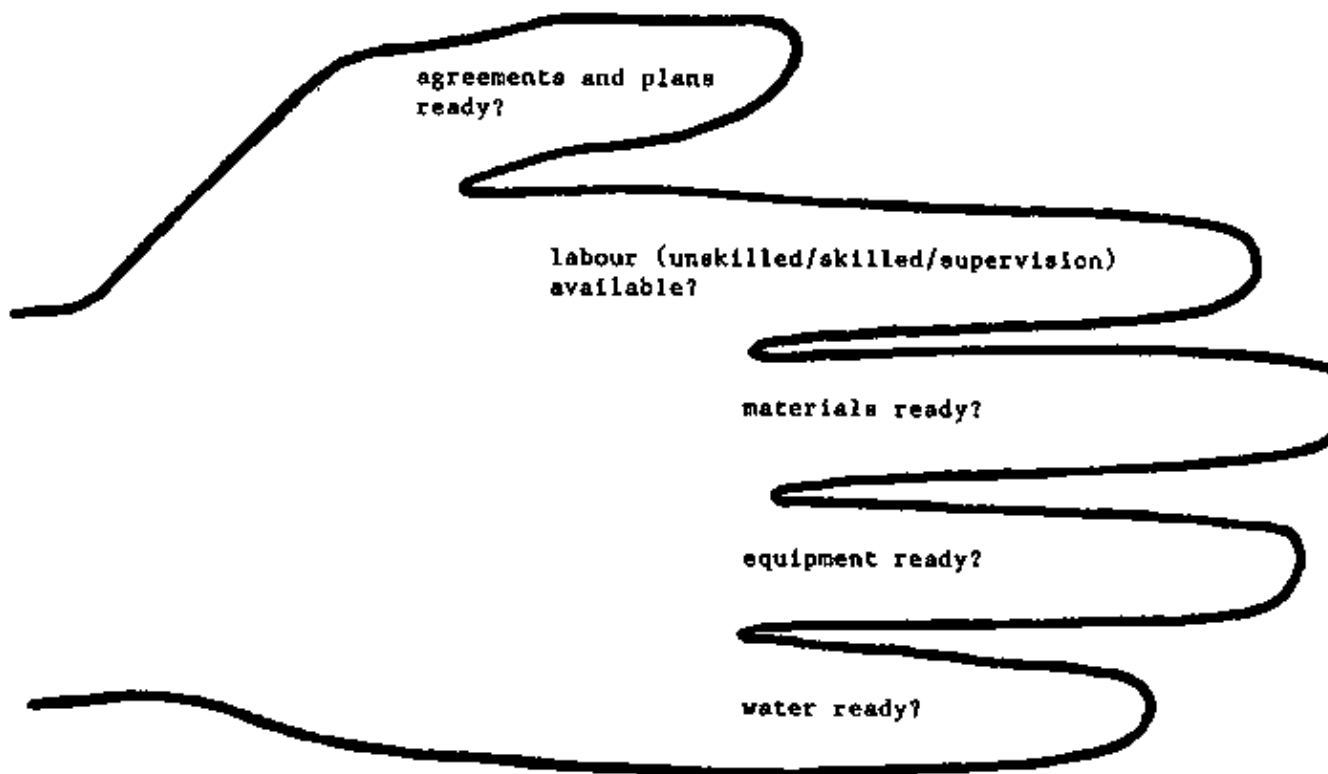 agreements and plans
ready?
labour (unskilled/skilled/supervision)
available?
materials ready?
equipment ready?
water ready?